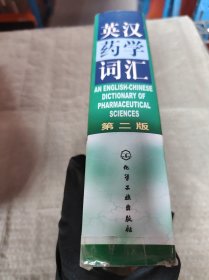 英汉
药学
词汇
AN ENGLISH-CHINESE
DICTIONARY OF
PHARMACEUTICAL
SCIENCES
第二版
化学工业出版社